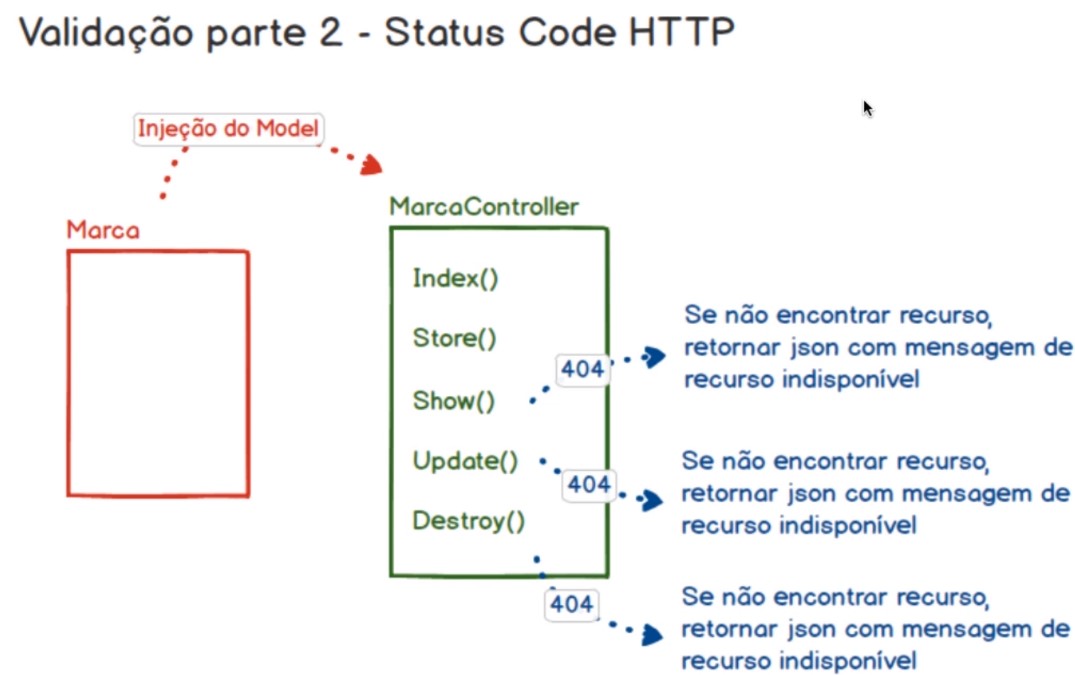 Validação parte 2 - Status Code HTTP
Injeção do Model
Marca
MarcaController
Index()
Store()
Show()
Update()
Destroy()
404
Se não encontrar recurso,
retornar json com mensagem de
recurso indisponível
404
Se não encontrar recurso,
retornar json com mensagem de
recurso indisponível
404
Se não encontrar recurso,
retornar json com mensagem de
recurso indisponível